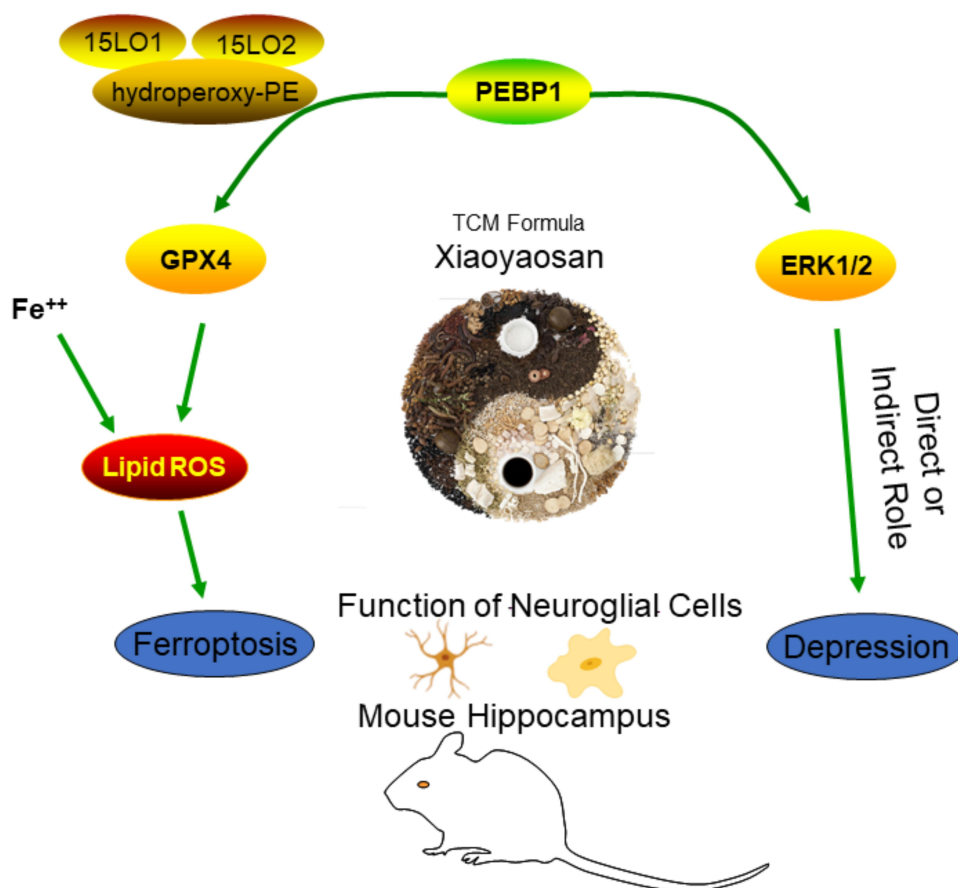 15LO1
15LO2
hydroperoxy-PE
PEBP1
GPX4
TCM Formula
Xiaoyaosan
ERK1/2
Fe⁺⁺
Direct or
Indirect Role
Lipid ROS
Function of Neuroglial Cells
Ferroptosis
Depression
Mouse Hippocampus